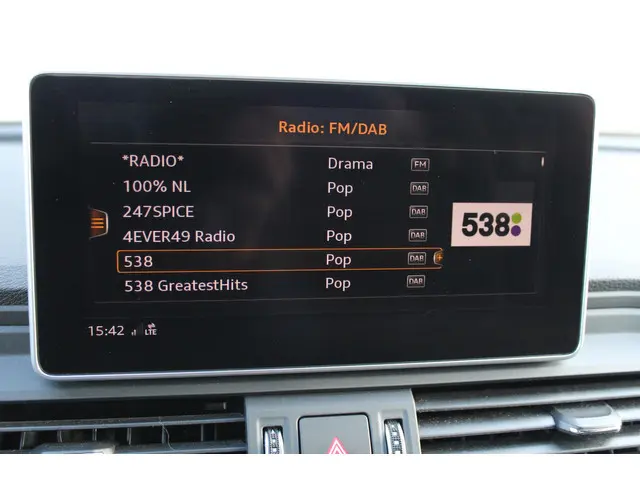 Radio: FM/DAB
*RADIO* Drama FM
100% NL Pop DAB
247SPICE Pop DAB
4EVER49 Radio Pop DAB
538 Pop DAB
538 GreatestHits Pop DAB
538
15:42 LTE